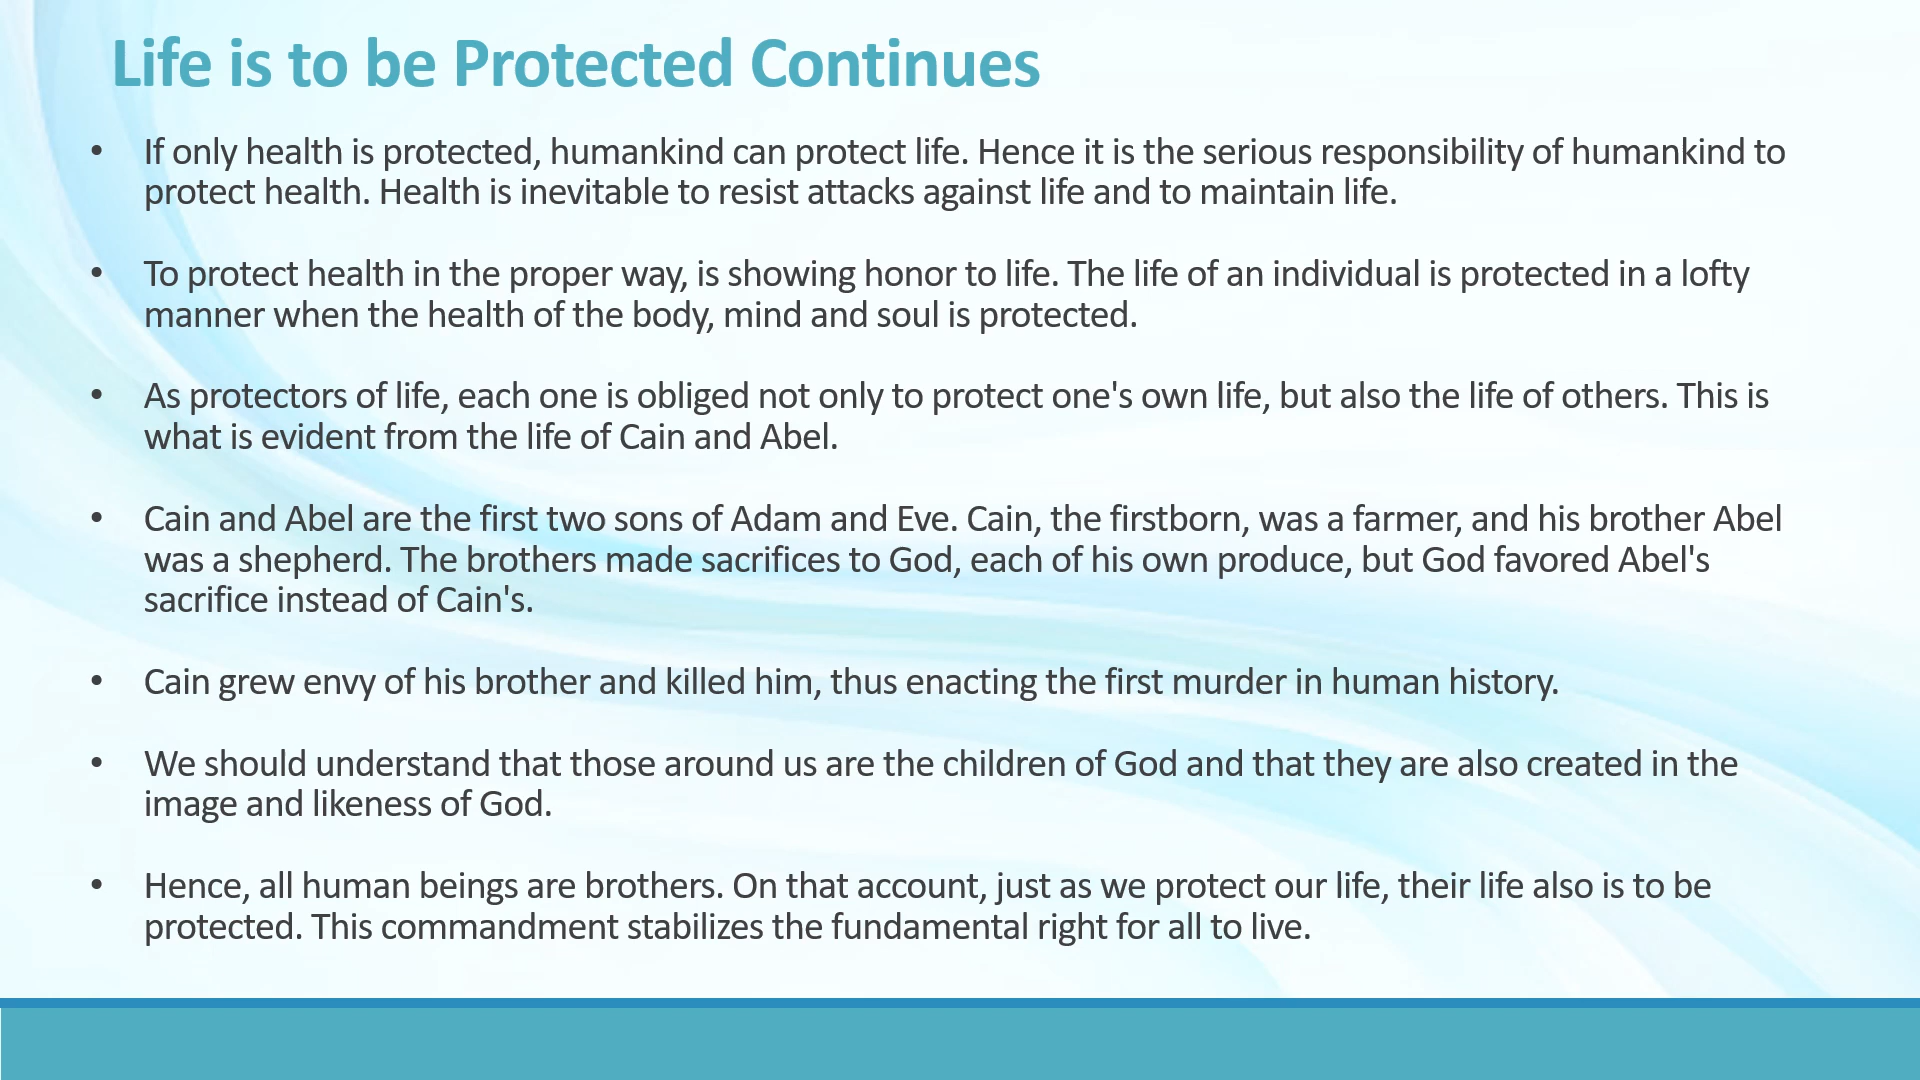 Life is to be Protected Continues
• If only health is protected, humankind can protect life. Hence it is the serious responsibility of humankind to
protect health. Health is inevitable to resist attacks against life and to maintain life.
• To protect health in the proper way, is showing honor to life. The life of an individual is protected in a lofty
manner when the health of the body, mind and soul is protected.
• As protectors of life, each one is obliged not only to protect one's own life, but also the life of others. This is
what is evident from the life of Cain and Abel.
• Cain and Abel are the first two sons of Adam and Eve. Cain, the firstborn, was a farmer, and his brother Abel
was a shepherd. The brothers made sacrifices to God, each of his own produce, but God favored Abel's
sacrifice instead of Cain's.
• Cain grew envy of his brother and killed him, thus enacting the first murder in human history.
• We should understand that those around us are the children of God and that they are also created in the
image and likeness of God.
• Hence, all human beings are brothers. On that account, just as we protect our life, their life also is to be
protected. This commandment stabilizes the fundamental right for all to live.